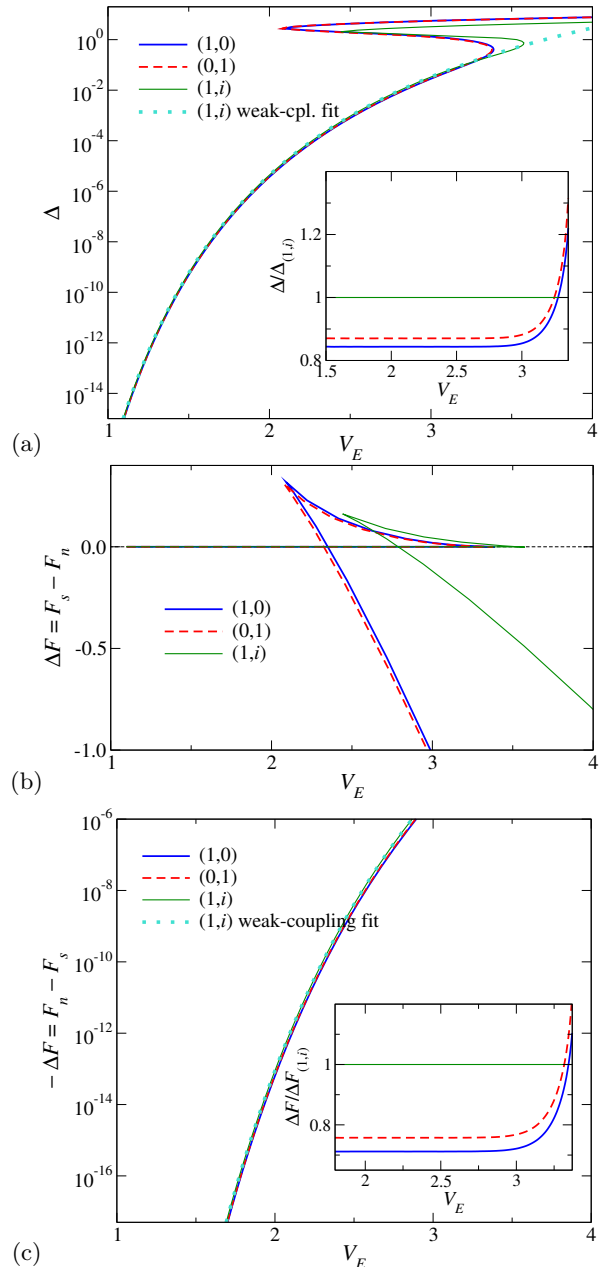 10^0
10^-2
10^-4
10^-6
10^-8
10^-10
10^-12
10^-14
Δ
(1,0)
(0,1)
(1,i)
(1,i) weak-cpl. fit
1.2
1
0.8
Δ/Δ_(1,i)
1.5 2 2.5 3
V_E
1 2 3 4
V_E
(a)
0.0
-0.5
-1.0
ΔF = F_s − F_n
(1,0)
(0,1)
(1,i)
1 2 3 4
V_E
(b)
10^-6
10^-8
10^-10
10^-12
10^-14
10^-16
− ΔF = F_n − F_s
(1,0)
(0,1)
(1,i)
(1,i) weak-coupling fit
1
0.8
ΔF/ΔF_(1,i)
2 2.5 3
V_E
1 2 3 4
V_E
(c)